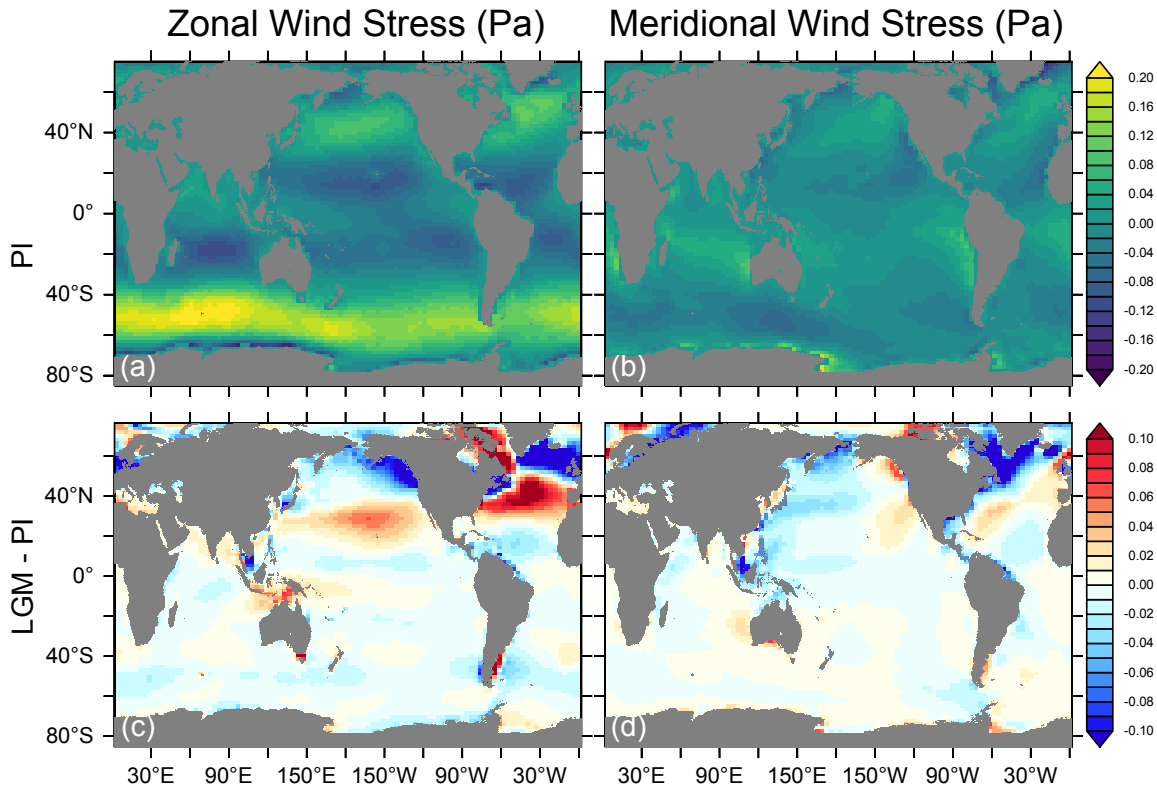 Zonal Wind Stress (Pa)
Meridional Wind Stress (Pa)
PI
40°N
0°
40°S
80°S
(a)
(b)
0.20
0.16
0.12
0.08
0.04
0.00
-0.04
-0.08
-0.12
-0.16
-0.20
LGM - PI
40°N
0°
40°S
80°S
(c)
(d)
0.10
0.08
0.06
0.04
0.02
0.00
-0.02
-0.04
-0.06
-0.08
-0.10
30°E 90°E 150°E 150°W 90°W 30°W
30°E 90°E 150°E 150°W 90°W 30°W